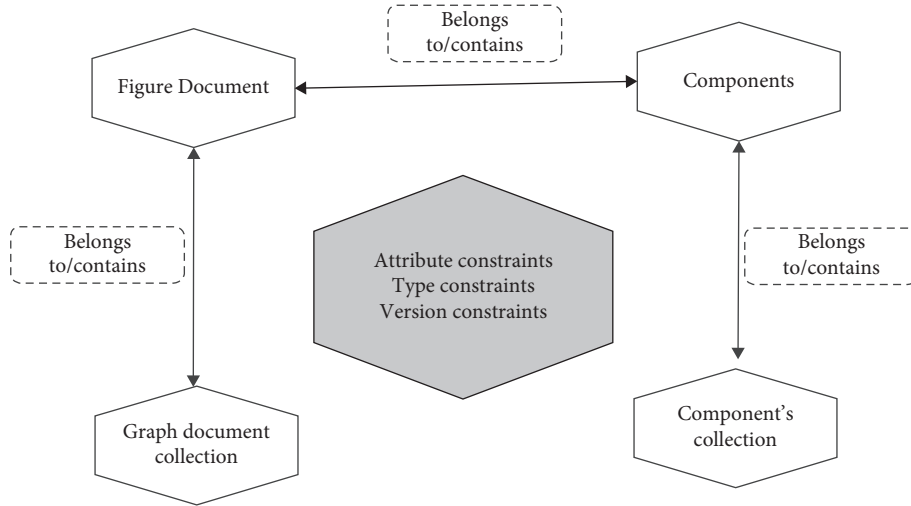 Belongs
to/contains
Figure Document
Components
Belongs
to/contains
Attribute constraints
Type constraints
Version constraints
Belongs
to/contains
Graph document
collection
Component’s
collection